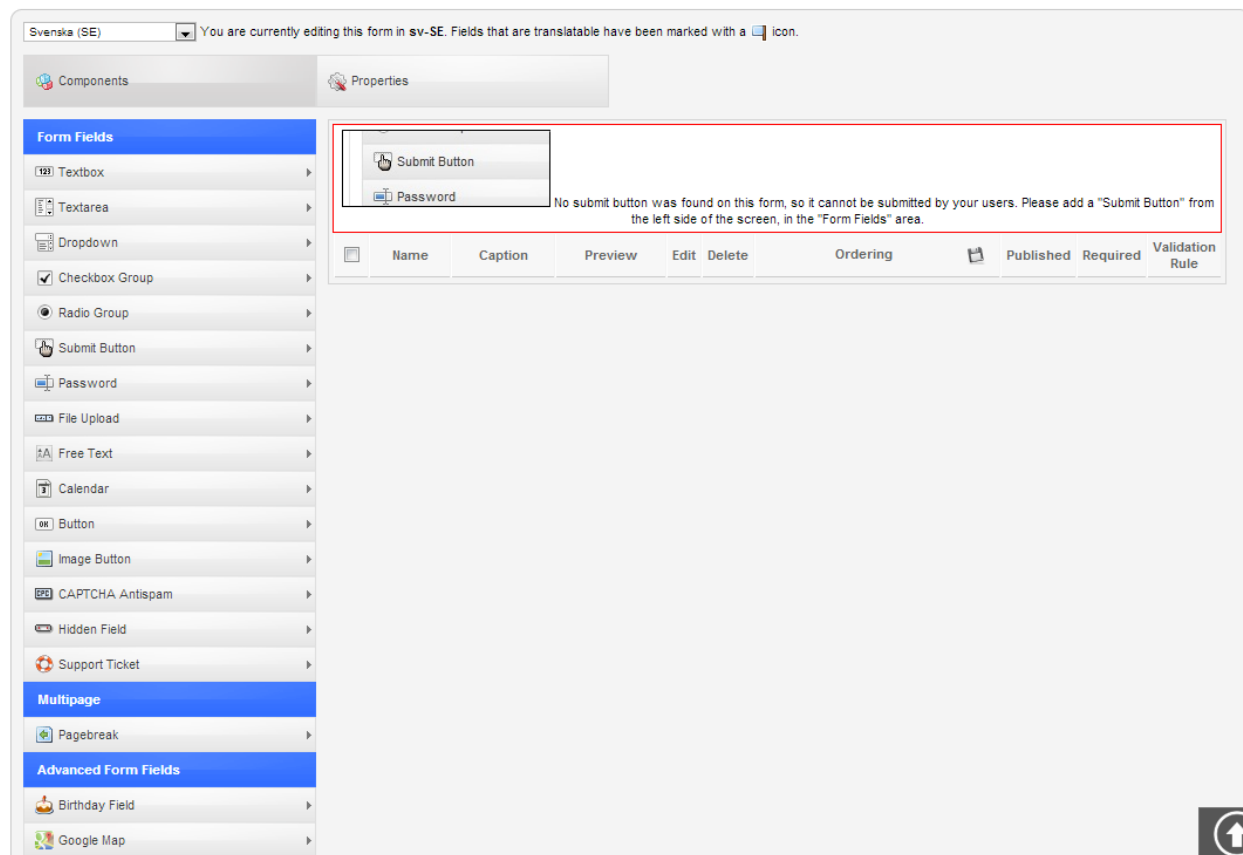 Svenska (SE) You are currently editing this form in sv-SE. Fields that are translatable have been marked with a icon.
Components
Properties
Form Fields
Textbox
Textarea
Dropdown
Checkbox Group
Radio Group
Submit Button
Password
File Upload
Free Text
Calendar
Button
Image Button
CAPTCHA Antispam
Hidden Field
Support Ticket
Multipage
Pagebreak
Advanced Form Fields
Birthday Field
Google Map
Submit Button
Password
No submit button was found on this form, so it cannot be submitted by your users. Please add a "Submit Button" from
the left side of the screen, in the "Form Fields" area.
Name Caption Preview Edit Delete Ordering Published Required Validation
Rule